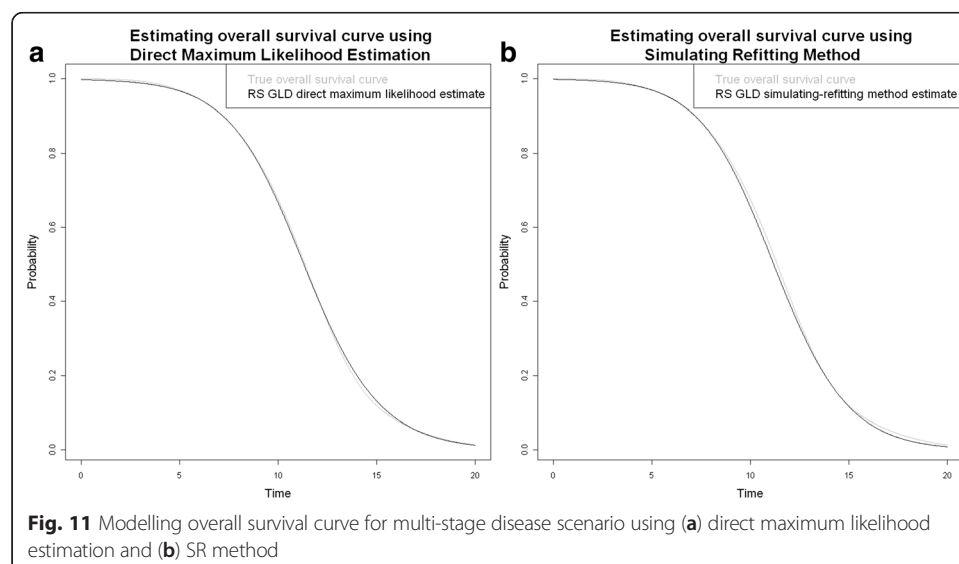 a
Estimating overall survival curve using
Direct Maximum Likelihood Estimation
True overall survival curve
RS GLD direct maximum likelihood estimate
Probability
1.0
0.8
0.6
0.4
0.2
0.0
0 5 10 15 20
Time
b
Estimating overall survival curve using
Simulating Refitting Method
True overall survival curve
RS GLD simulating-refitting method estimate
Probability
1.0
0.8
0.6
0.4
0.2
0.0
0 5 10 15 20
Time
Fig. 11 Modelling overall survival curve for multi-stage disease scenario using (a) direct maximum likelihood
estimation and (b) SR method